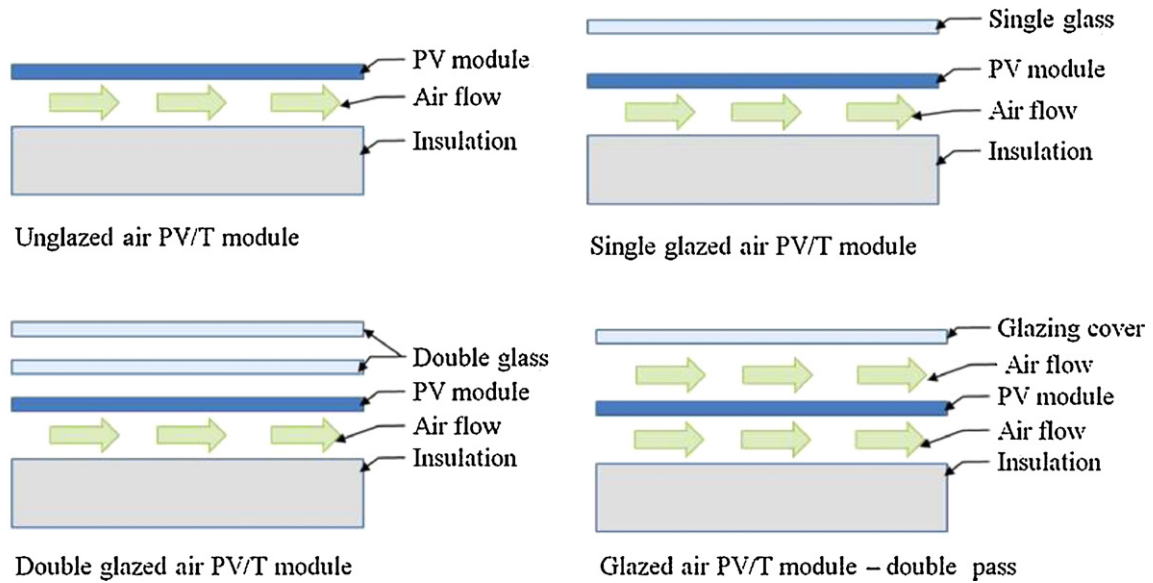 PV module
Air flow
Insulation
Unglazed air PV/T module
Single glass
PV module
Air flow
Insulation
Single glazed air PV/T module
Double glass
PV module
Air flow
Insulation
Double glazed air PV/T module
Glazing cover
Air flow
PV module
Air flow
Insulation
Glazed air PV/T module – double pass